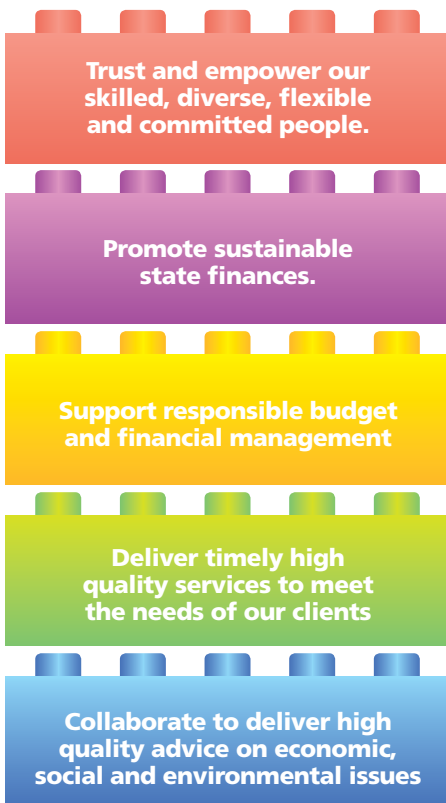 Trust and empower our
skilled, diverse, flexible
and committed people.
Promote sustainable
state finances.
Support responsible budget
and financial management
Deliver timely high
quality services to meet
the needs of our clients
Collaborate to deliver high
quality advice on economic,
social and environmental issues